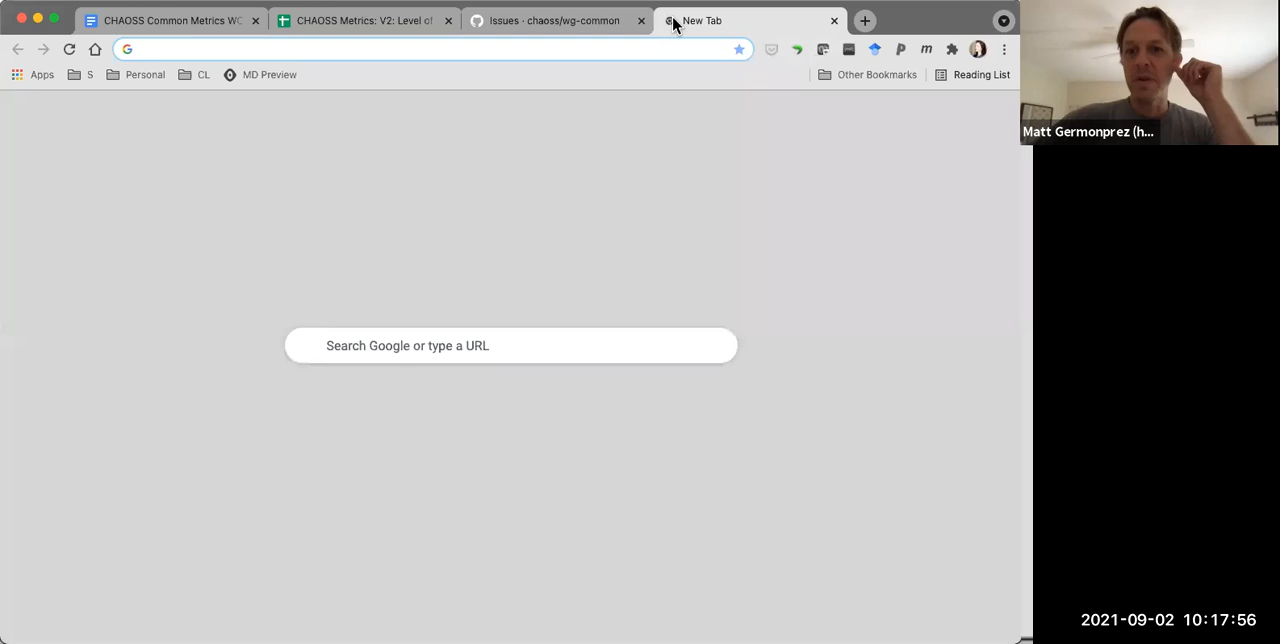 CHAOSS Common Metrics WG
CHAOSS Metrics: V2: Level of
Issues · chaoss/wg-common
New Tab
Apps
S
Personal
CL
MD Preview
Other Bookmarks
Reading List
Search Google or type a URL
Matt Germonprez (h...
2021-09-02 10:17:56